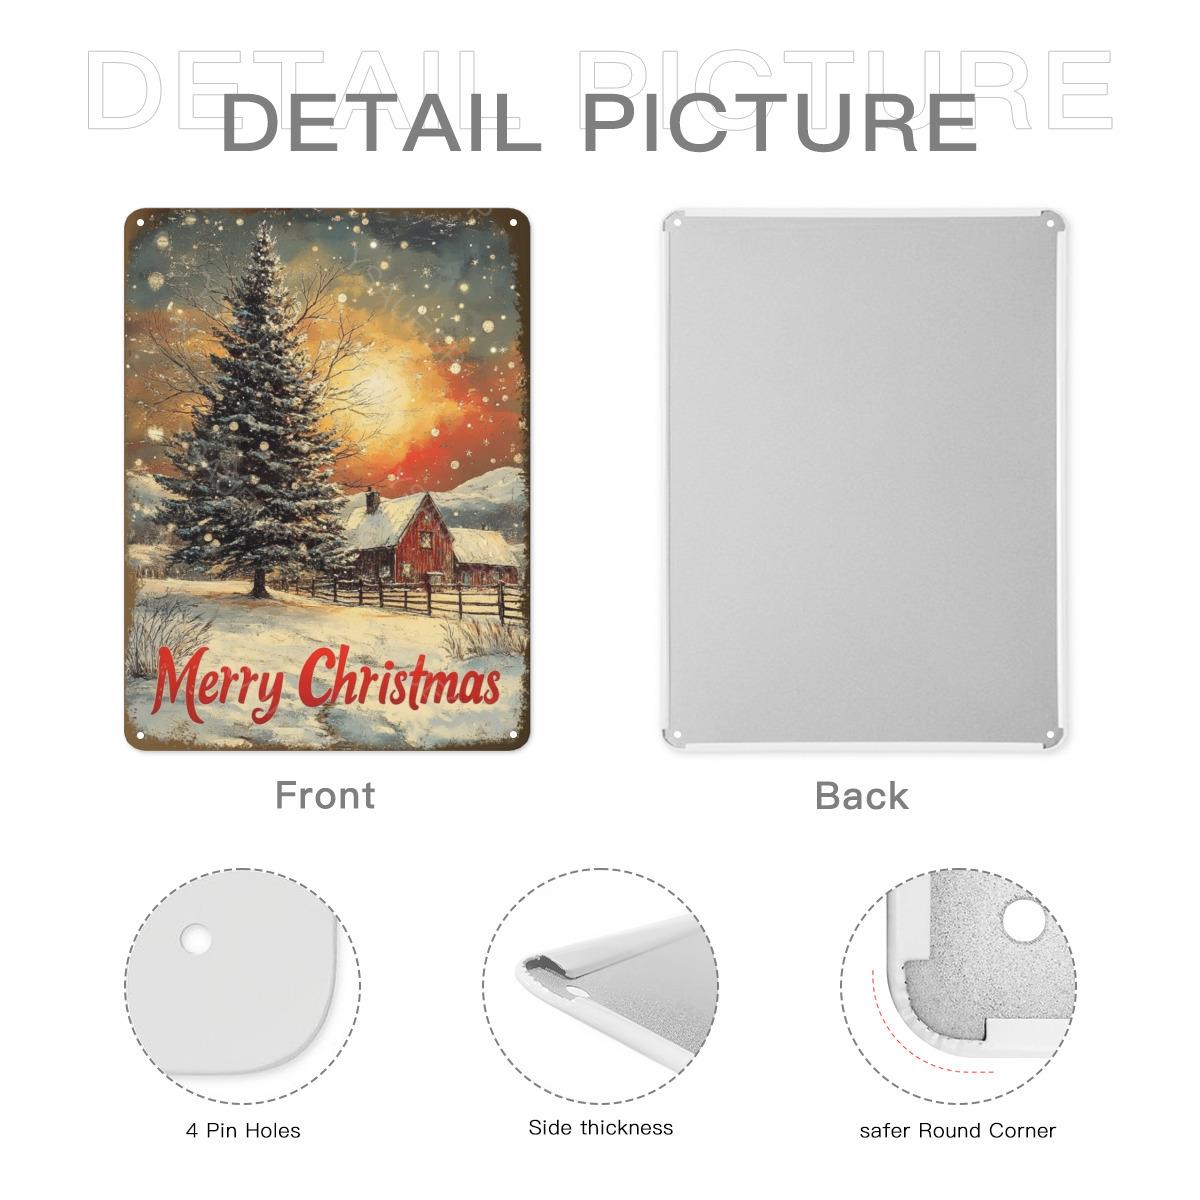 DETAIL PICTURE
DETAIL PICTURE
Merry Christmas
Front
Back
4 Pin Holes
Side thickness
safer Round Corner